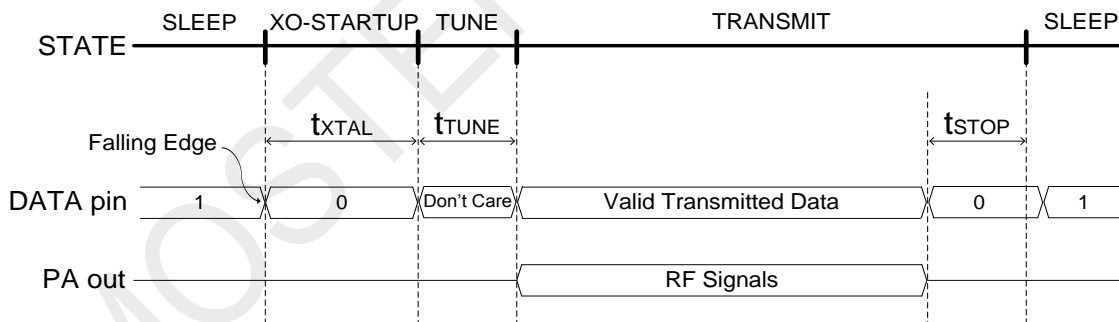 SLEEP XO-STARTUP TUNE TRANSMIT SLEEP
STATE
tXTAL tTUNE tSTOP
Falling Edge
DATA pin 1 0 Don't Care Valid Transmitted Data 0 1
PA out RF Signals